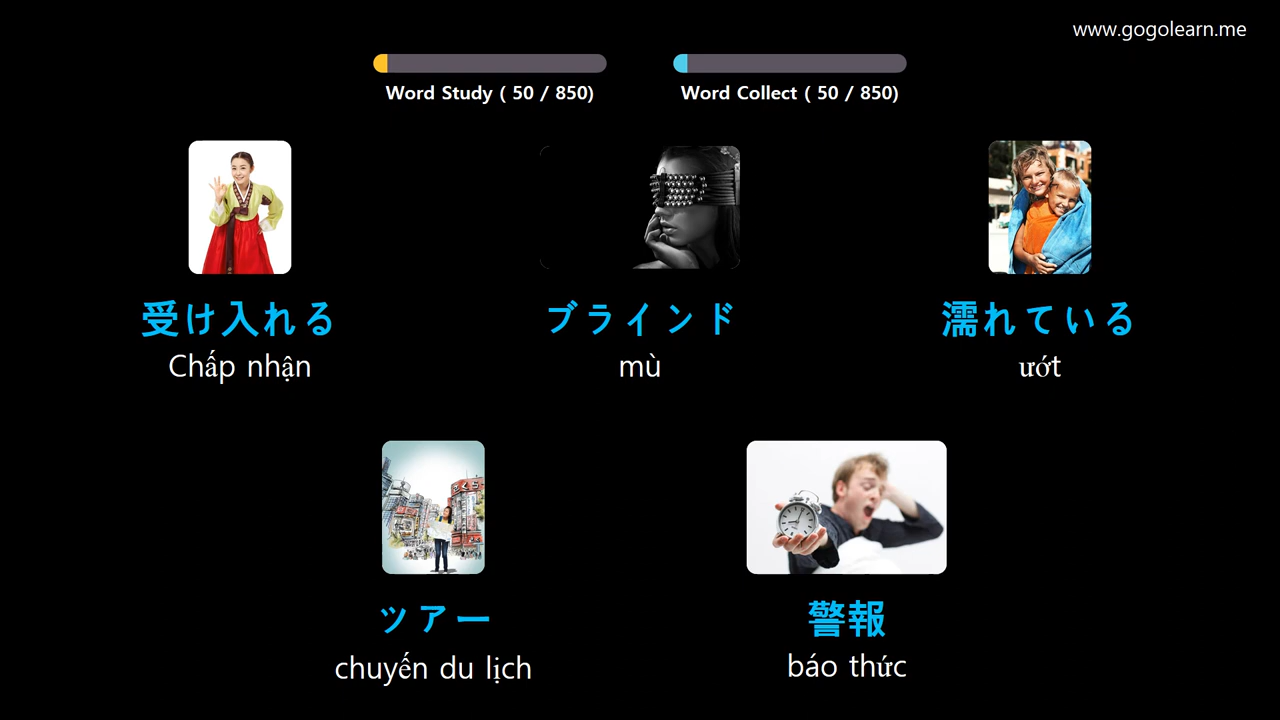 www.gogolearn.me
Word Study ( 50 / 850)
Word Collect ( 50 / 850)
受け入れる
Chấp nhận
ブラインド
mù
濡れている
ướt
ツアー
chuyến du lịch
警報
báo thức